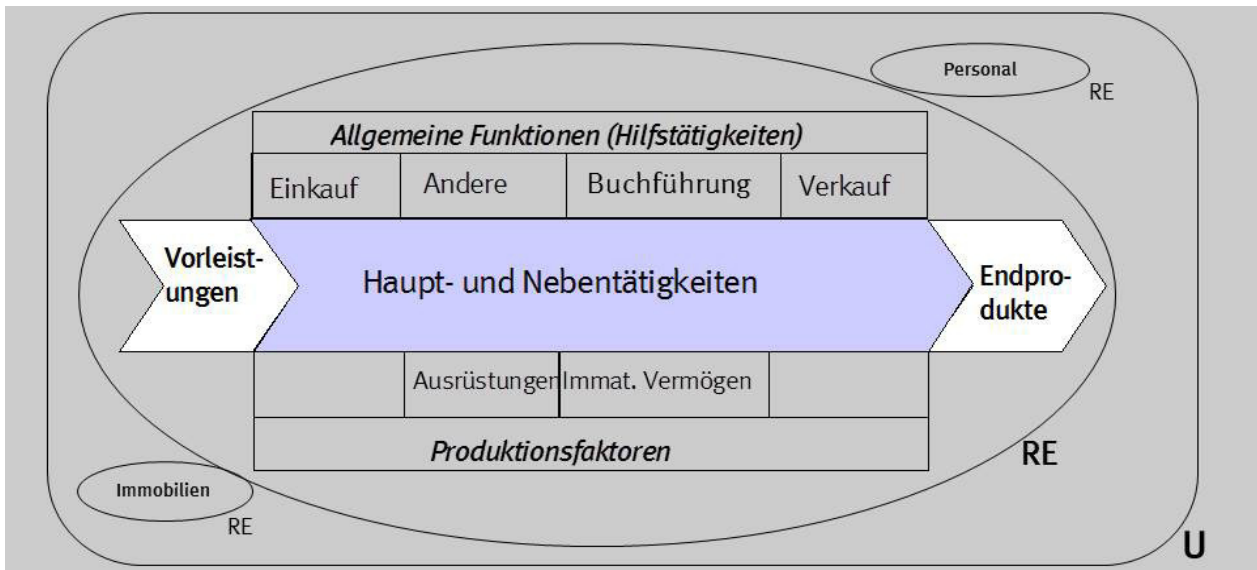 Personal
RE
Allgemeine Funktionen (Hilfstätigkeiten)
Einkauf
Andere
Buchführung
Verkauf
Vorleist-
ungen
Haupt- und Nebentätigkeiten
Endpro-
dukte
Ausrüstungen
Immat. Vermögen
Produktionsfaktoren
RE
Immobilien
RE
U